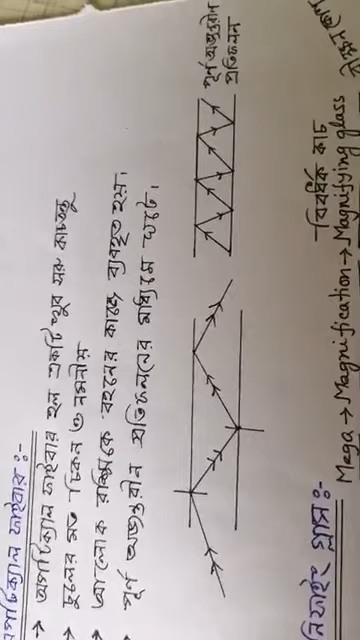 অপটিক্যাল ফাইবার :-
→ অপটিক্যাল ফাইবার হল একটি খুব সরু কাচতন্তু
→ চুলের মত চিকন ও নমনীয়
→ আলোক রশ্মিকে বহনের কাজে ব্যবহৃত হয়।
পূর্ণ অভ্যন্তরীণ প্রতিফলনের মাধ্যমে ঘটে।
পূর্ণ অভ্যন্তরীণ
প্রতিফলন
গ্লাস :-
বিবর্ধক কাচ
Mega → Magnification → Magnifying glass